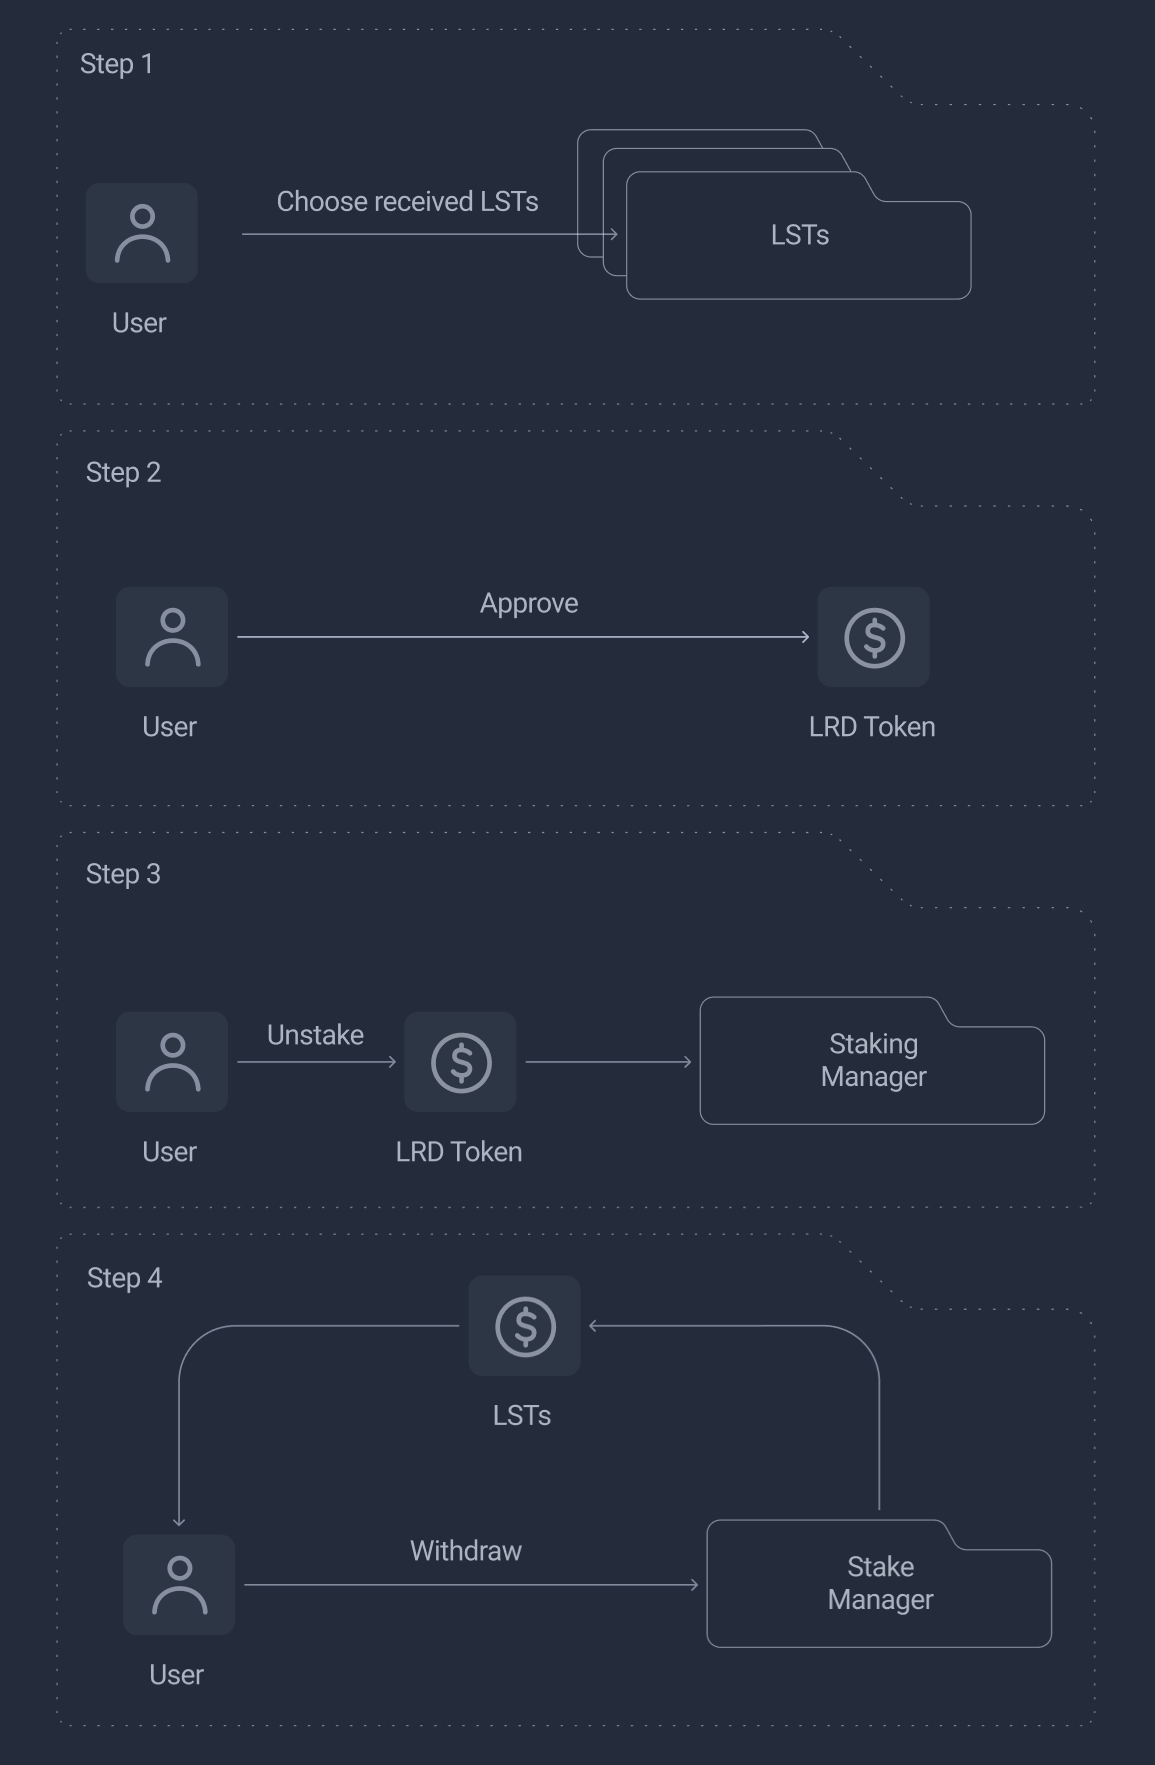 Step 1
Choose received LSTs
LSTs
User
Step 2
Approve
User
LRD Token
Step 3
Unstake
Staking
Manager
User
LRD Token
Step 4
LSTs
Withdraw
Stake
Manager
User